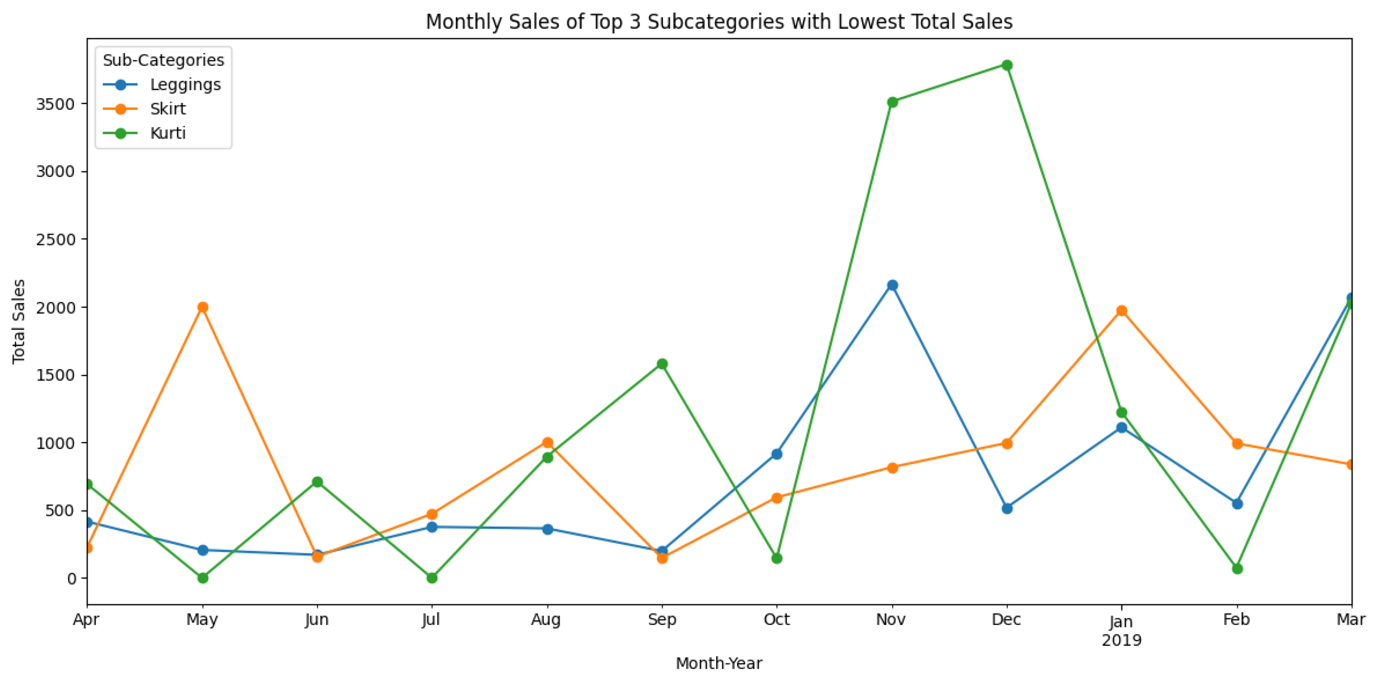 Monthly Sales of Top 3 Subcategories with Lowest Total Sales
Sub-Categories
Leggings
Skirt
Kurti
Total Sales
3500
3000
2500
2000
1500
1000
500
0
Apr May Jun Jul Aug Sep Oct Nov Dec Jan Feb Mar
2019
Month-Year